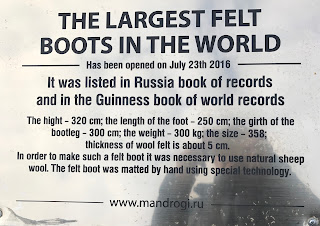 THE LARGEST FELT
BOOTS IN THE WORLD
Has been opened on July 23th 2016
It was listed in Russia book of records
and in the Guinness book of world records
The hight – 320 cm; the length of the foot – 250 cm; the girth of the
bootleg – 300 cm; the weight – 300 kg; the size – 358;
thickness of wool felt is about 5 cm.
In order to make such a felt boot it was necessary to use natural sheep
wool. The felt boot was matted by hand using special technology.
www.mandrogi.ru